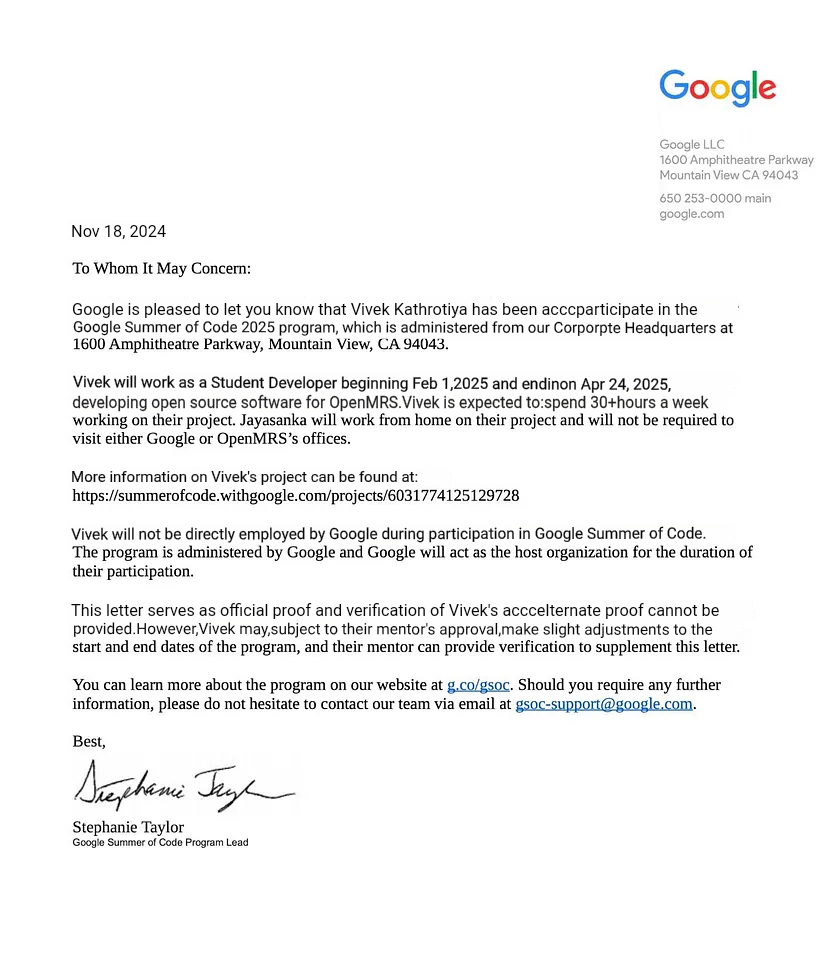 Google
Google LLC
1600 Amphitheatre Parkway
Mountain View CA 94043
650 253-0000 main
google.com
Nov 18, 2024
To Whom It May Concern:
Google is pleased to let you know that Vivek Kathrotiya has been acccparticipate in the
Google Summer of Code 2025 program, which is administered from our Corporpte Headquarters at
1600 Amphitheatre Parkway, Mountain View, CA 94043.
Vivek will work as a Student Developer beginning Feb 1,2025 and endinon Apr 24, 2025,
developing open source software for OpenMRS.Vivek is expected to:spend 30+hours a week
working on their project. Jayasanka will work from home on their project and will not be required to
visit either Google or OpenMRS’s offices.
More information on Vivek's project can be found at:
https://summerofcode.withgoogle.com/projects/6031774125129728
Vivek will not be directly employed by Google during participation in Google Summer of Code.
The program is administered by Google and Google will act as the host organization for the duration of
their participation.
This letter serves as official proof and verification of Vivek's acccelternate proof cannot be
provided.However,Vivek may,subject to their mentor's approval,make slight adjustments to the
start and end dates of the program, and their mentor can provide verification to supplement this letter.
You can learn more about the program on our website at g.co/gsoc. Should you require any further
information, please do not hesitate to contact our team via email at gsoc-support@google.com.
Best,
Stephanie Taylor
Stephanie Taylor
Google Summer of Code Program Lead